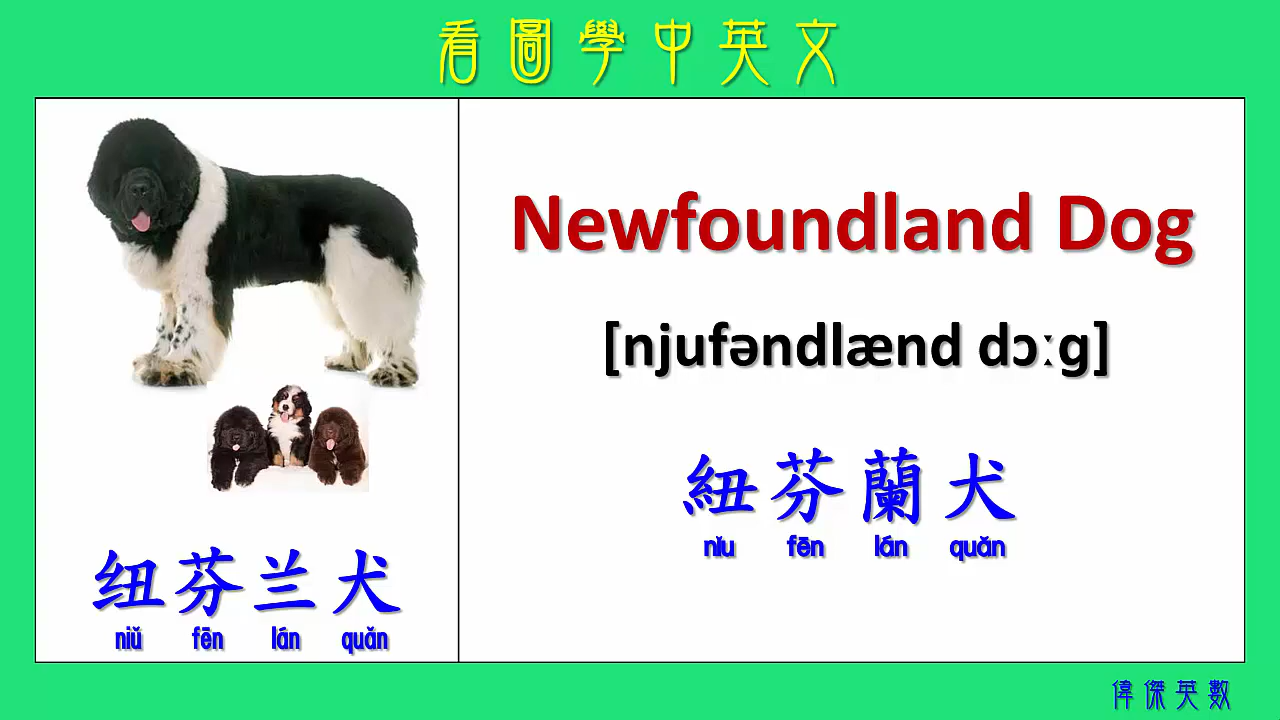 看圖學中英文
Newfoundland Dog
[njufəndlænd dɔːg]
紐芬蘭犬
nǐu fēn lán quǎn
纽芬兰犬
niǔ fēn lán quǎn
偉傑英數